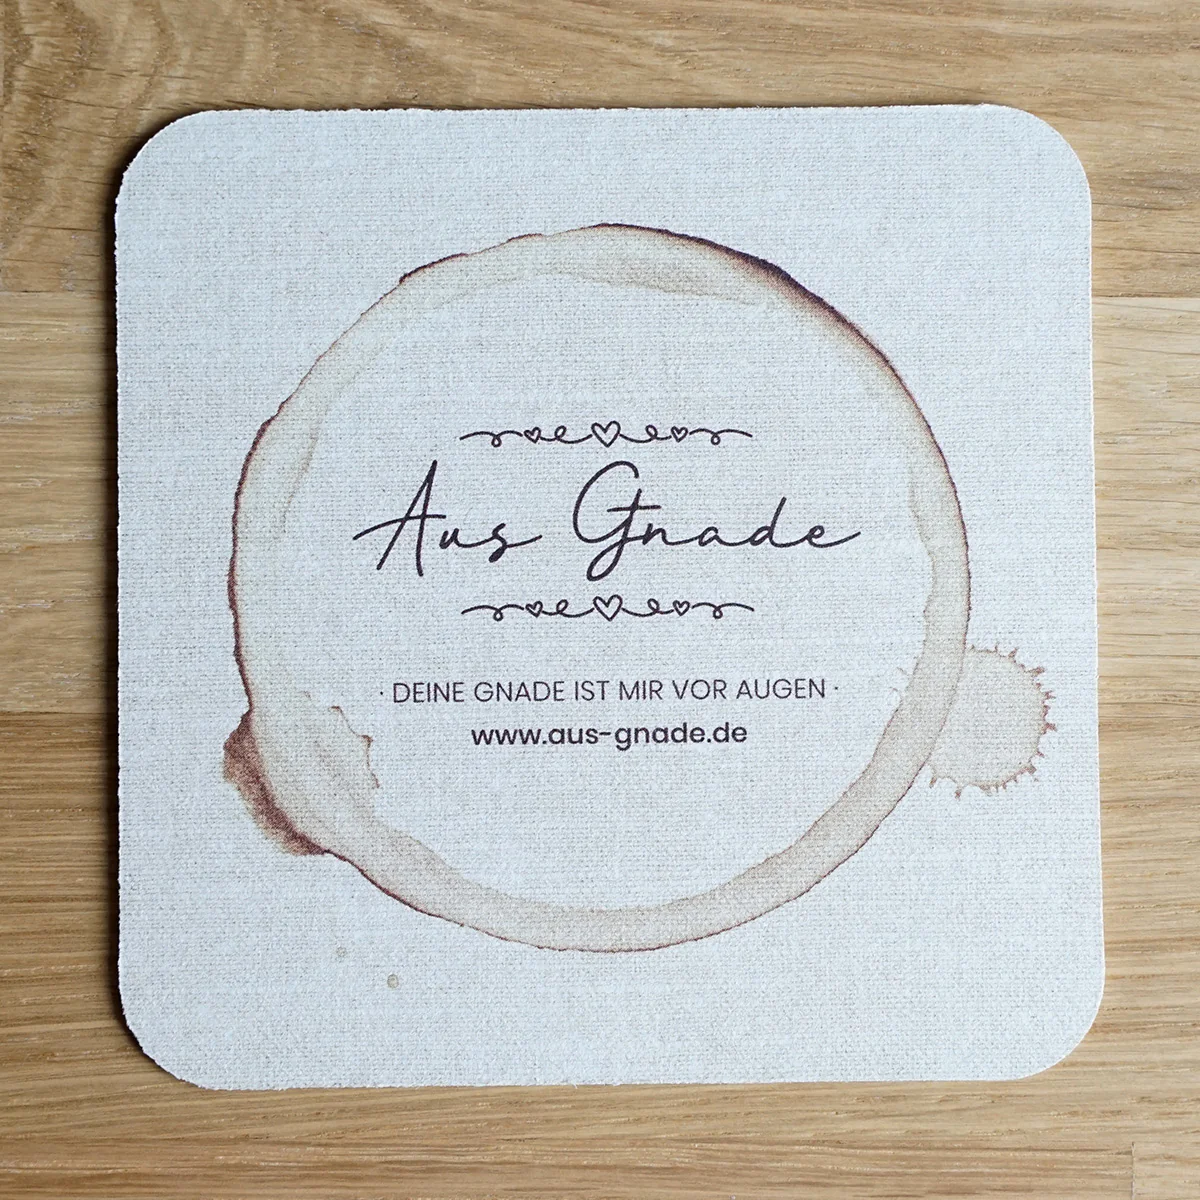 Aus Gnade
· DEINE GNADE IST MIR VOR AUGEN ·
www.aus-gnade.de